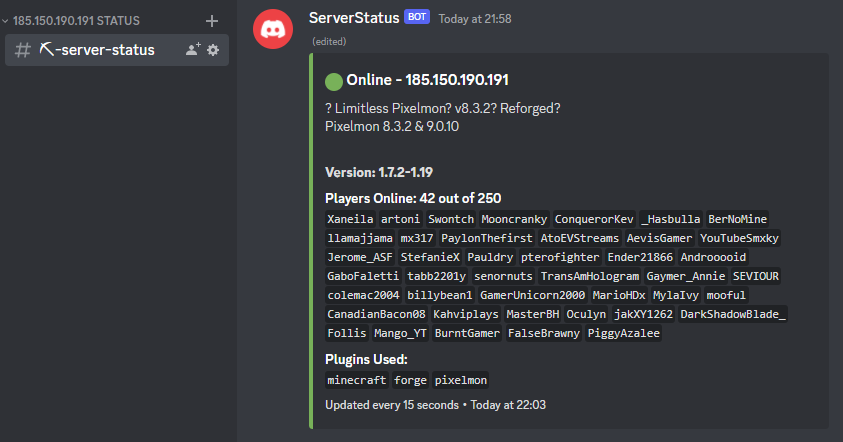 185.150.190.191 STATUS
-server-status
ServerStatus BOT Today at 21:58
(edited)
Online - 185.150.190.191
? Limitless Pixelmon? v8.3.2? Reforged?
Pixelmon 8.3.2 & 9.0.10
Version: 1.7.2-1.19
Players Online: 42 out of 250
Xaneila artoni Swontch Mooncranky ConquerorKev _Hasbulla BerNoMine
llamajjama mx317 PaylonThefirst AtoEVStreams AevisGamer YouTubeSmxky
Jerome_ASF StefanieX Pauldry pterofighter Ender21866 Androoooid
GaboFaletti tabb2201y senornuts TransAmHologram Gaymer_Annie SEVIOUR
colemac2004 billybean1 GamerUnicorn2000 MarioHDx MylaIvy mooful
CanadianBacon08 Kahviplays MasterBH Oculyn jakXY1262 DarkShadowBlade_
Follis Mango_YT BurntGamer FalseBrawny PiggyAzalee
Plugins Used:
minecraft forge pixelmon
Updated every 15 seconds • Today at 22:03